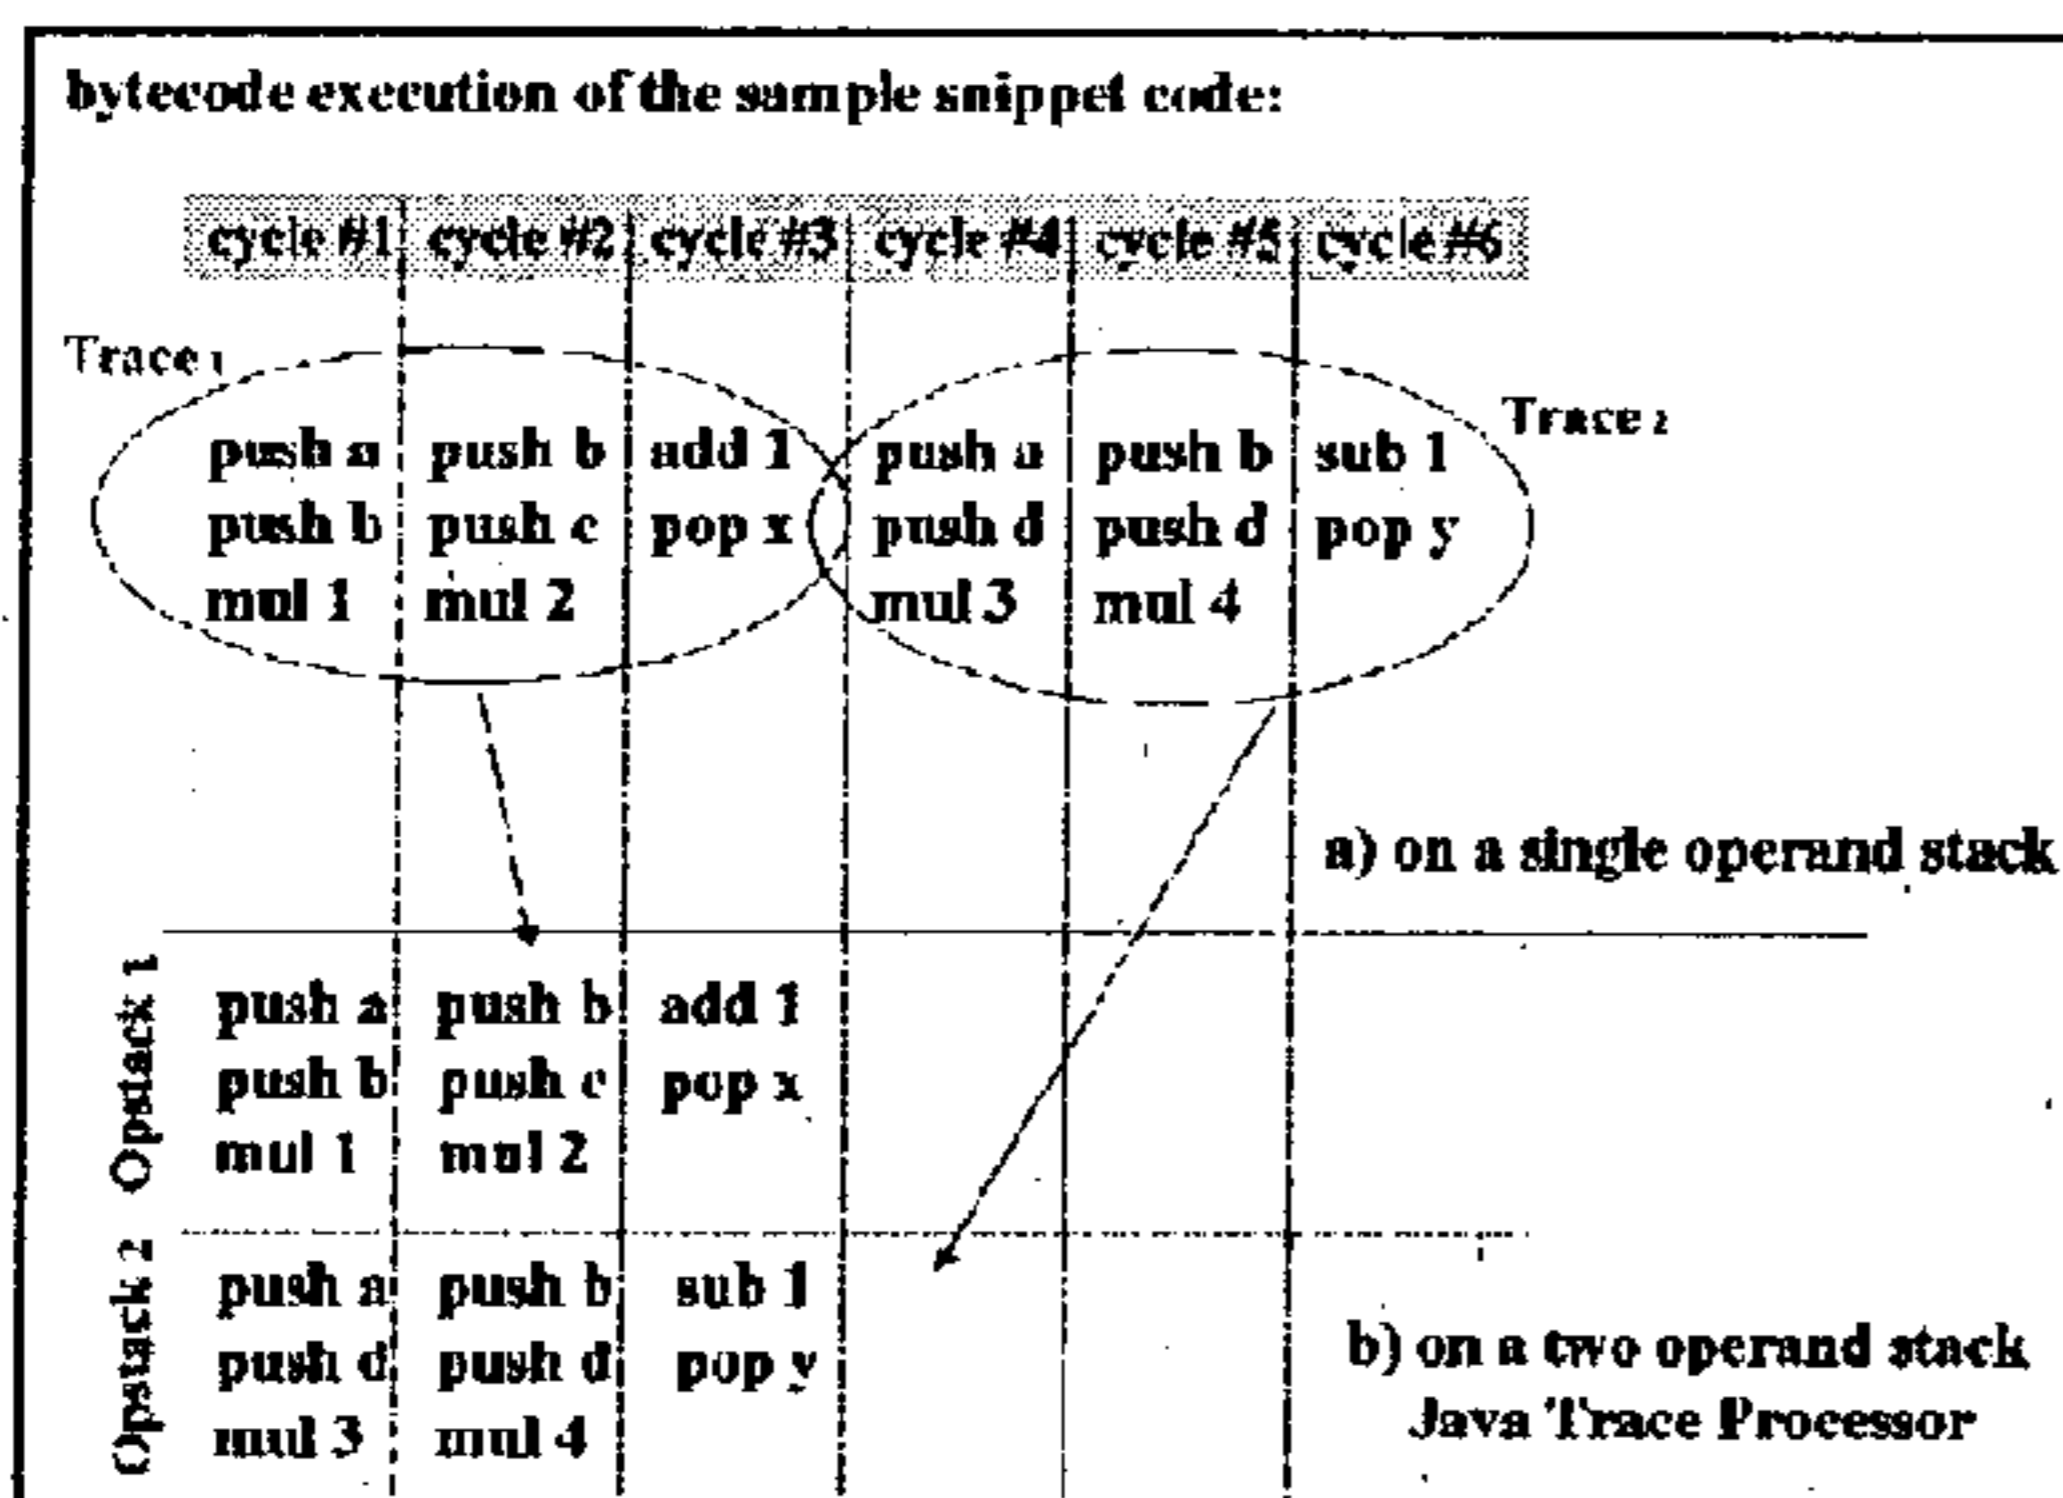 bytecode execution of the sample snippet code:
cycle #1 cycle #2 cycle #3 cycle #4 cycle #5 cycle #6
Trace 1
Trace 2
push a push b add 1 push a push b sub 1
push b push c pop x push d push d pop y
mul 1 mul 2 mul 3 mul 4
a) on a single operand stack
Opstack 1
push a push b add 1
push b push c pop x
mul 1 mul 2
Opstack 2
push a push b sub 1
push d push d pop y
mul 3 mul 4
b) on a two operand stack
Java Trace Processor